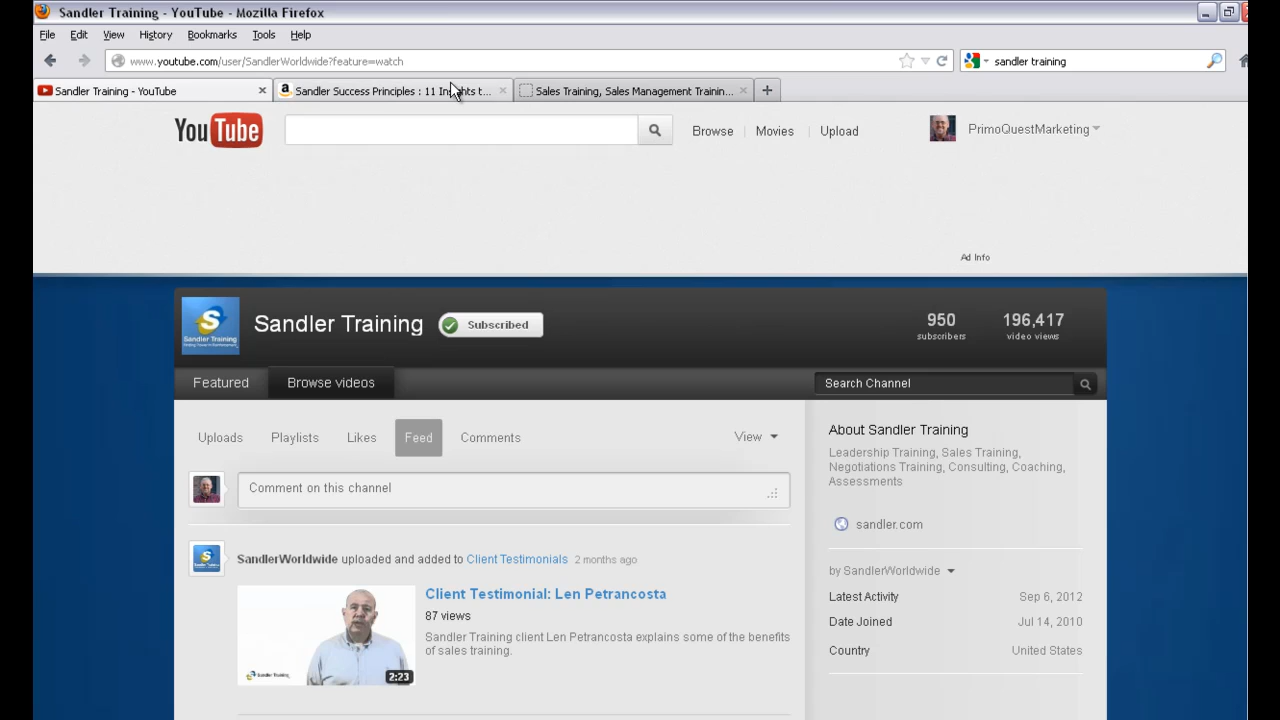 Sandler Training - YouTube - Mozilla Firefox
File Edit View History Bookmarks Tools Help
www.youtube.com/user/SandlerWorldwide?feature=watch
sandler training
Sandler Training - YouTube
Sandler Success Principles : 11 Insights t...
Sales Training, Sales Management Trainin...
YouTube
Browse Movies Upload
PrimoQuestMarketing
Ad Info
Sandler Training
Sandler Training
Subscribed
950
subscribers
196,417
video views
Featured Browse videos
Search Channel
Uploads Playlists Likes Feed Comments
View
Comment on this channel
About Sandler Training
Leadership Training, Sales Training,
Negotiations Training, Consulting, Coaching,
Assessments
sandler.com
by SandlerWorldwide
Latest Activity Sep 6, 2012
Date Joined Jul 14, 2010
Country United States
SandlerWorldwide uploaded and added to Client Testimonials 2 months ago
Client Testimonial: Len Petrancosta
87 views
Sandler Training client Len Petrancosta explains some of the benefits
of sales training.
Sandler Training
2:23